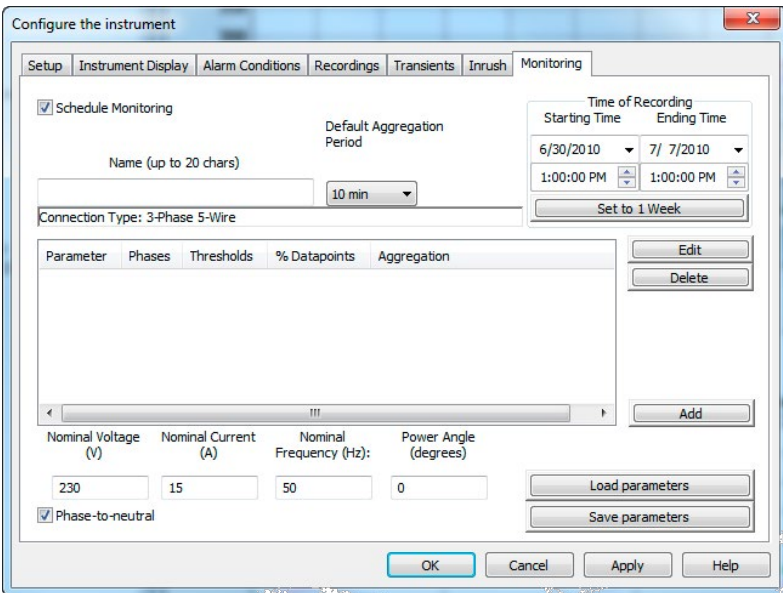 Configure the instrument
Setup Instrument Display Alarm Conditions Recordings Transients Inrush Monitoring
Schedule Monitoring
Default Aggregation
Period
Name (up to 20 chars)
10 min
Connection Type: 3-Phase 5-Wire
Time of Recording
Starting Time Ending Time
6/30/2010 7/ 7/2010
1:00:00 PM 1:00:00 PM
Set to 1 Week
Parameter Phases Thresholds % Datapoints Aggregation
Edit
Delete
Add
Nominal Voltage
(V)
Nominal Current
(A)
Nominal
Frequency (Hz):
Power Angle
(degrees)
230 15 50 0
Phase-to-neutral
Load parameters
Save parameters
OK Cancel Apply Help